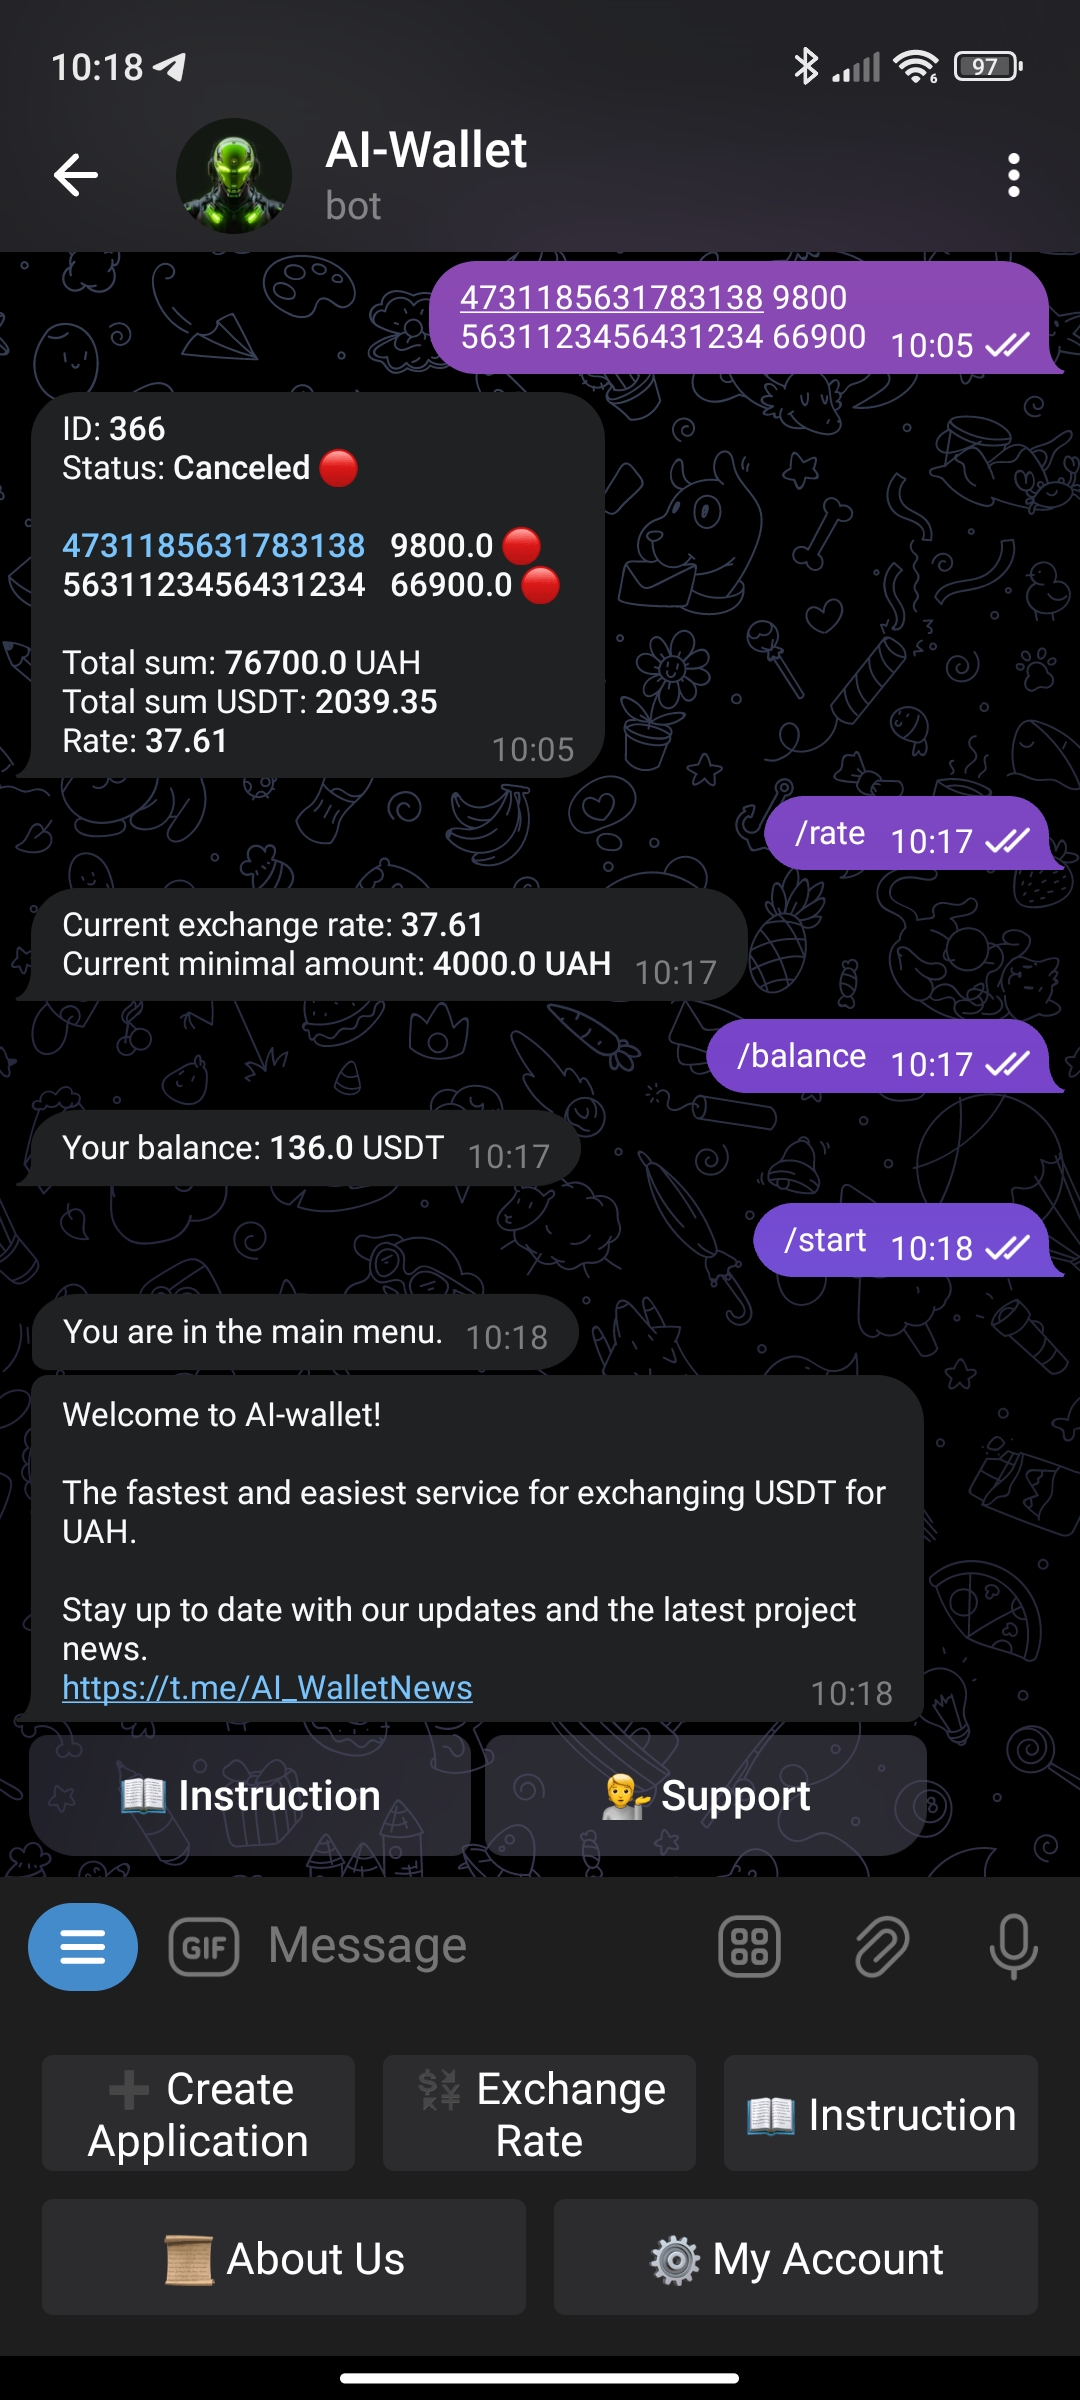 10:18
6
97
AI-Wallet
bot
4731185631783138 9800
5631123456431234 66900 10:05
ID: 366
Status: Canceled
4731185631783138 9800.0
5631123456431234 66900.0
Total sum: 76700.0 UAH
Total sum USDT: 2039.35
Rate: 37.61 10:05
/rate 10:17
Current exchange rate: 37.61
Current minimal amount: 4000.0 UAH 10:17
/balance 10:17
Your balance: 136.0 USDT 10:17
/start 10:18
You are in the main menu. 10:18
Welcome to AI-wallet!
The fastest and easiest service for exchanging USDT for
UAH.
Stay up to date with our updates and the latest project
news.
https://t.me/AI_WalletNews 10:18
Instruction Support
GIF Message
Create
Application
Exchange
Rate
Instruction
About Us My Account